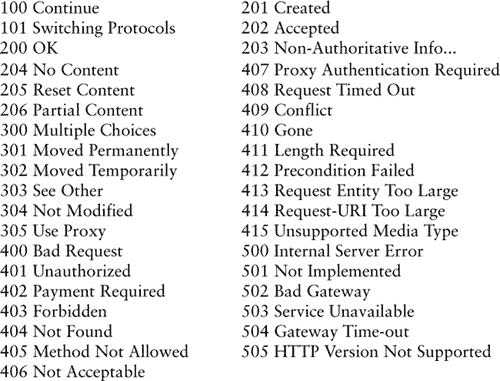 100 Continue
101 Switching Protocols
200 OK
204 No Content
205 Reset Content
206 Partial Content
300 Multiple Choices
301 Moved Permanently
302 Moved Temporarily
303 See Other
304 Not Modified
305 Use Proxy
400 Bad Request
401 Unauthorized
402 Payment Required
403 Forbidden
404 Not Found
405 Method Not Allowed
406 Not Acceptable
201 Created
202 Accepted
203 Non-Authoritative Info...
407 Proxy Authentication Required
408 Request Timed Out
409 Conflict
410 Gone
411 Length Required
412 Precondition Failed
413 Request Entity Too Large
414 Request-URI Too Large
415 Unsupported Media Type
500 Internal Server Error
501 Not Implemented
502 Bad Gateway
503 Service Unavailable
504 Gateway Time-out
505 HTTP Version Not Supported